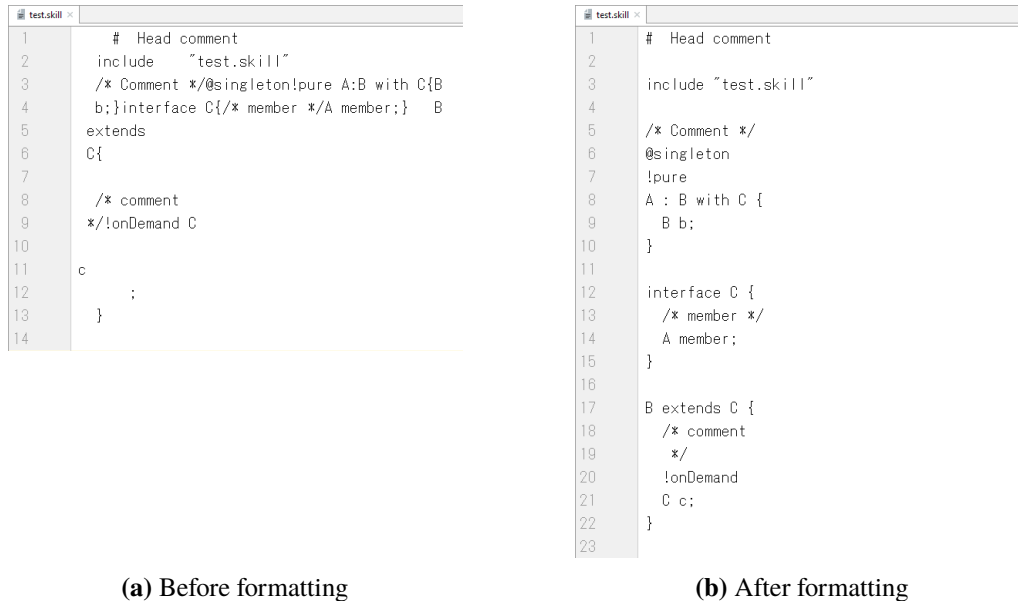 test.skill ×
1 # Head comment
2 include "test.skill"
3 /* Comment */@singleton!pure A:B with C{B
4 b;}interface C{/* member */A member;} B
5 extends
6 C{
7
8 /* comment
9 */!onDemand C
10
11 c
12 ;
13 }
14
(a) Before formatting
test.skill ×
1 # Head comment
2
3 include "test.skill"
4
5 /* Comment */
6 @singleton
7 !pure
8 A : B with C {
9 B b;
10 }
11
12 interface C {
13 /* member */
14 A member;
15 }
16
17 B extends C {
18 /* comment
19 */
20 !onDemand
21 C c;
22 }
23
(b) After formatting